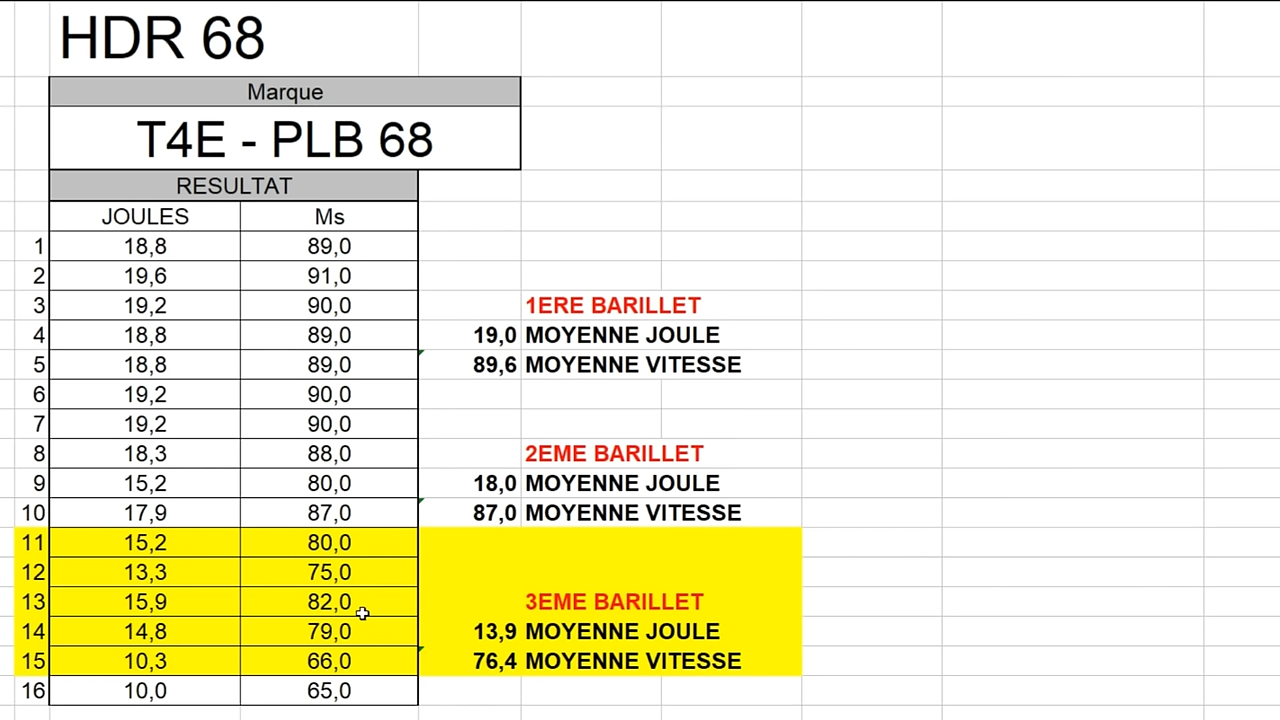 HDR 68
Marque
T4E - PLB 68
RESULTAT
JOULES Ms
1 18,8 89,0
2 19,6 91,0
3 19,2 90,0 1ERE BARILLET
4 18,8 89,0 19,0 MOYENNE JOULE
5 18,8 89,0 89,6 MOYENNE VITESSE
6 19,2 90,0
7 19,2 90,0
8 18,3 88,0 2EME BARILLET
9 15,2 80,0 18,0 MOYENNE JOULE
10 17,9 87,0 87,0 MOYENNE VITESSE
11 15,2 80,0
12 13,3 75,0
13 15,9 82,0 3EME BARILLET
14 14,8 79,0 13,9 MOYENNE JOULE
15 10,3 66,0 76,4 MOYENNE VITESSE
16 10,0 65,0